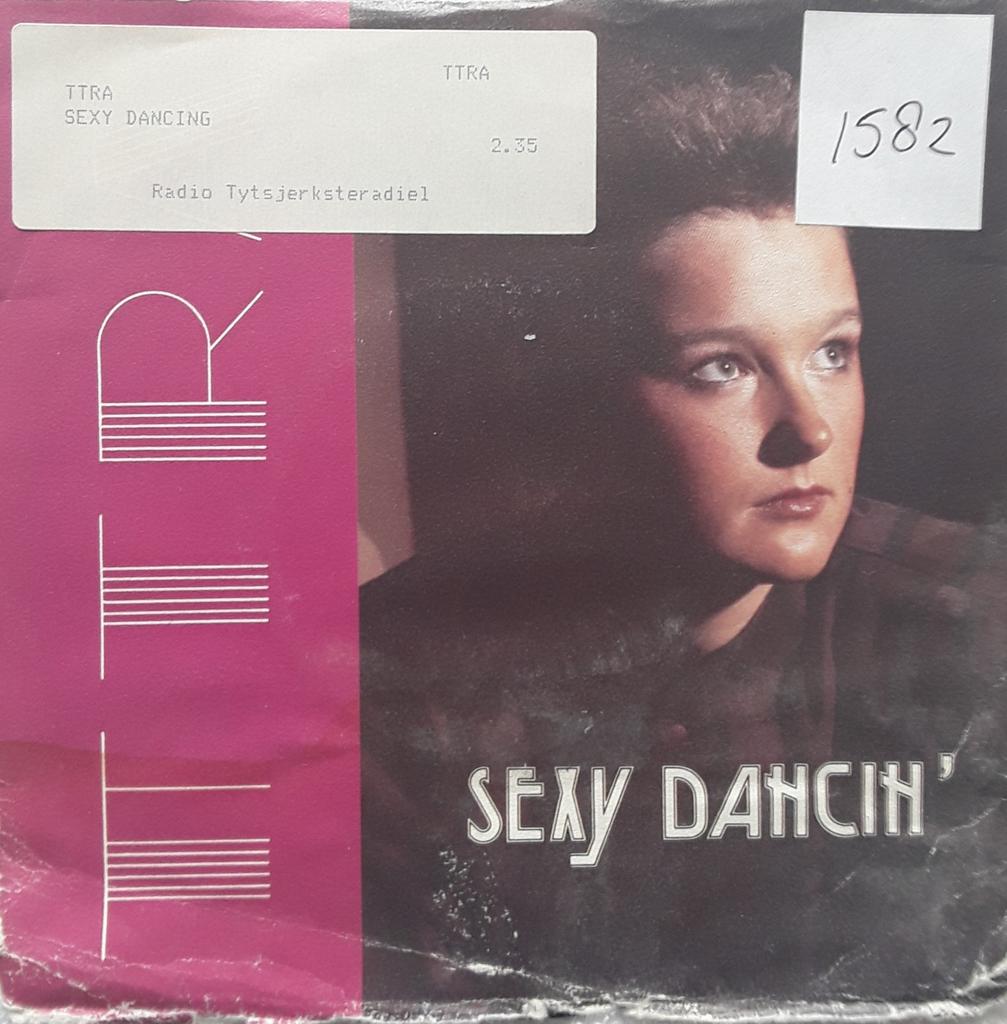 TTRA
TTRA
SEXY DANCING
2.35
Radio Tytsjerksteradiel
1582
TTRA
SEXY DANCIN'